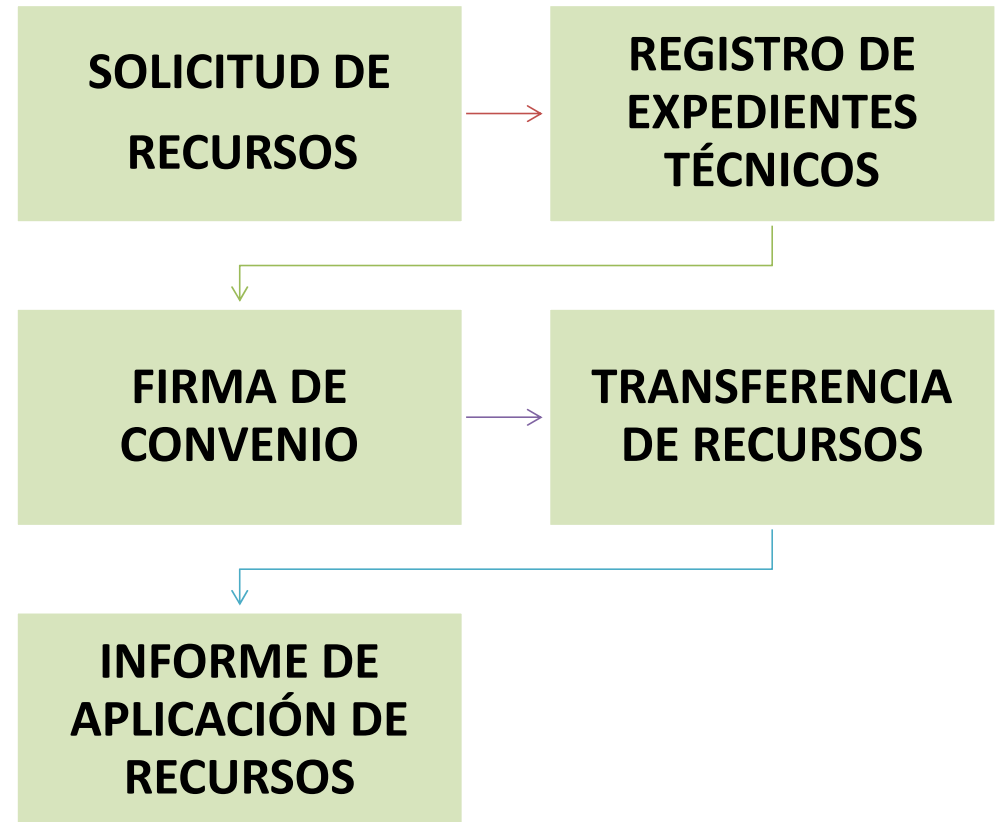 SOLICITUD DE
RECURSOS
REGISTRO DE
EXPEDIENTES
TÉCNICOS
FIRMA DE
CONVENIO
TRANSFERENCIA
DE RECURSOS
INFORME DE
APLICACIÓN DE
RECURSOS